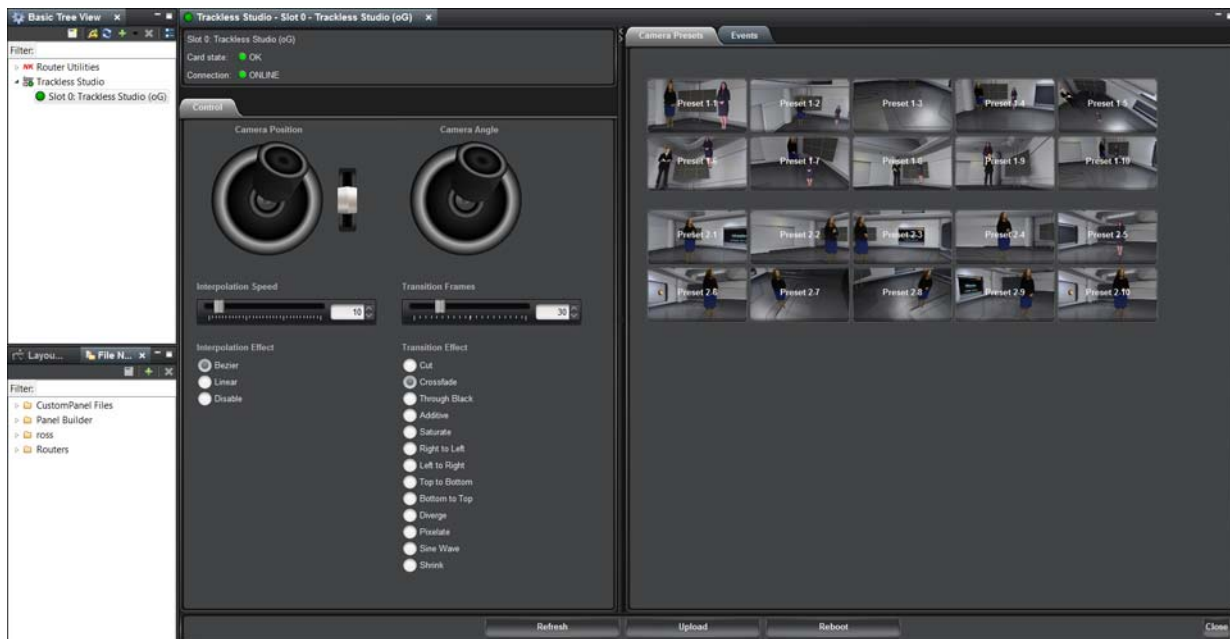 Basic Tree View
Filter:
NK Router Utilities
Trackless Studio
Slot 0: Trackless Studio (oG)
Layou...
File N...
Filter:
CustomPanel Files
Panel Builder
ross
Routers
Trackless Studio - Slot 0 - Trackless Studio (oG)
Slot 0: Trackless Studio (oG)
Card state: OK
Connection: ONLINE
Control
Camera Position
Camera Angle
Interpolation Speed
10
Transition Frames
30
Interpolation Effect
Bezier
Linear
Disable
Transition Effect
Cut
Crossfade
Through Black
Additive
Saturate
Right to Left
Left to Right
Top to Bottom
Bottom to Top
Diverge
Pixelate
Sine Wave
Shrink
Camera Presets
Events
Preset 1-1
Preset 1-2
Preset 1-3
Preset 1-4
Preset 1-5
Preset 1-6
Preset 1-7
Preset 1-8
Preset 1-9
Preset 1-10
Preset 2-1
Preset 2-2
Preset 2-3
Preset 2-4
Preset 2-5
Preset 2-6
Preset 2-7
Preset 2-8
Preset 2-9
Preset 2-10
Refresh
Upload
Reboot
Close